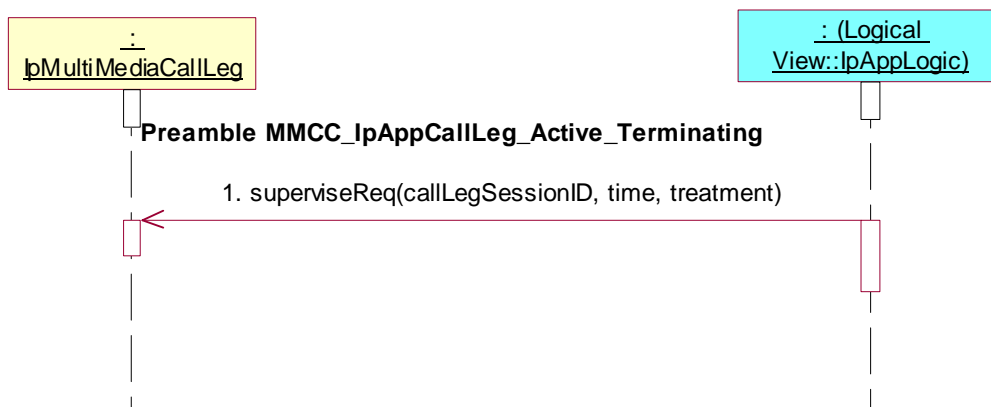 :
IpMultiMediaCallLeg
: (Logical
View::IpAppLogic)
Preamble MMCC_IpAppCallLeg_Active_Terminating
1. superviseReq(callLegSessionID, time, treatment)